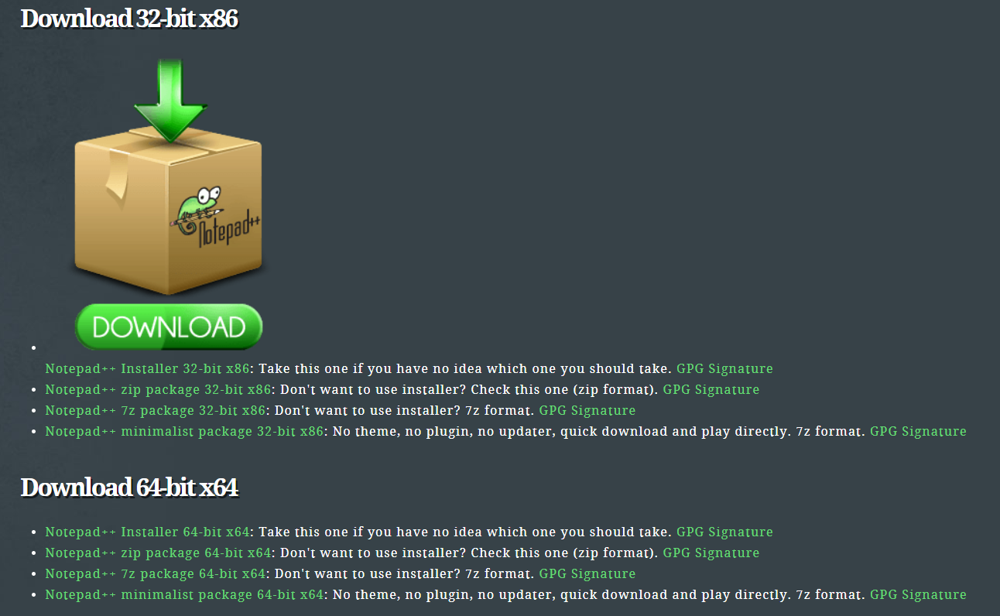 Download 32-bit x86
Notepad++
DOWNLOAD
Notepad++ Installer 32-bit x86: Take this one if you have no idea which one you should take. GPG Signature
Notepad++ zip package 32-bit x86: Don't want to use installer? Check this one (zip format). GPG Signature
Notepad++ 7z package 32-bit x86: Don't want to use installer? 7z format. GPG Signature
Notepad++ minimalist package 32-bit x86: No theme, no plugin, no updater, quick download and play directly. 7z format. GPG Signature
Download 64-bit x64
Notepad++ Installer 64-bit x64: Take this one if you have no idea which one you should take. GPG Signature
Notepad++ zip package 64-bit x64: Don't want to use installer? Check this one (zip format). GPG Signature
Notepad++ 7z package 64-bit x64: Don't want to use installer? 7z format. GPG Signature
Notepad++ minimalist package 64-bit x64: No theme, no plugin, no updater, quick download and play directly. 7z format. GPG Signature